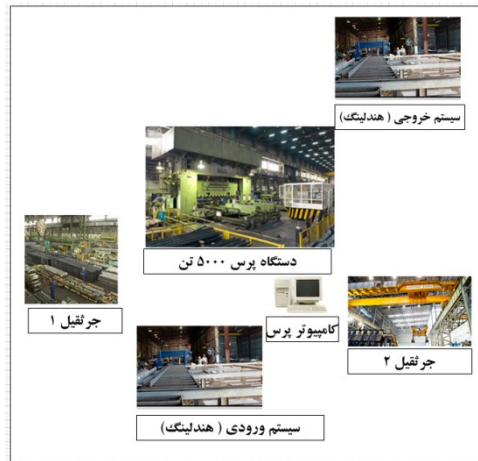 سیستم خروجی ( هندلینگ)
دستگاه پرس ۵۰۰۰ تن
جرثقیل ۱
کامپیوتر پرس
جرثقیل ۲
سیستم ورودی ( هندلینگ)